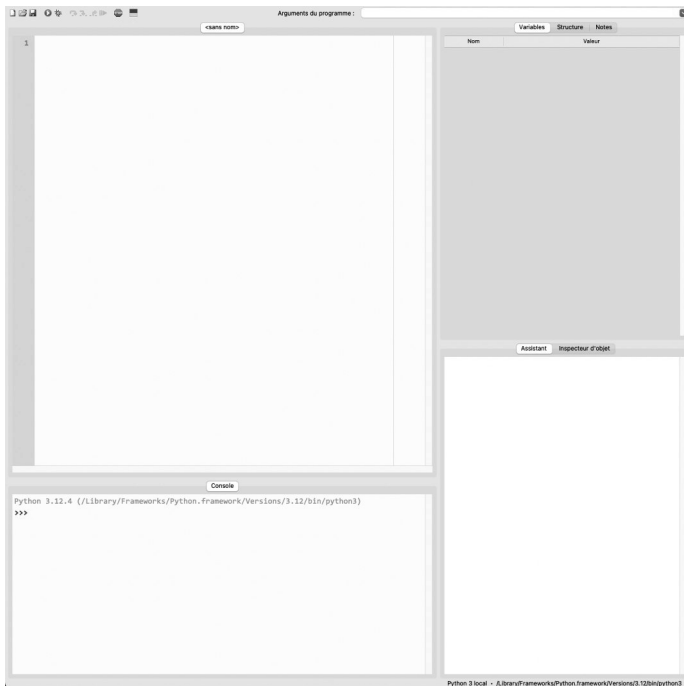 Arguments du programme :
<sans nom>
1
Variables Structure Notes
Nom Valeur
Assistant Inspecteur d'objet
Console
Python 3.12.4 (/Library/Frameworks/Python.framework/Versions/3.12/bin/python3)
>>>
Python 3 local • /Library/Frameworks/Python.framework/Versions/3.12/bin/python3